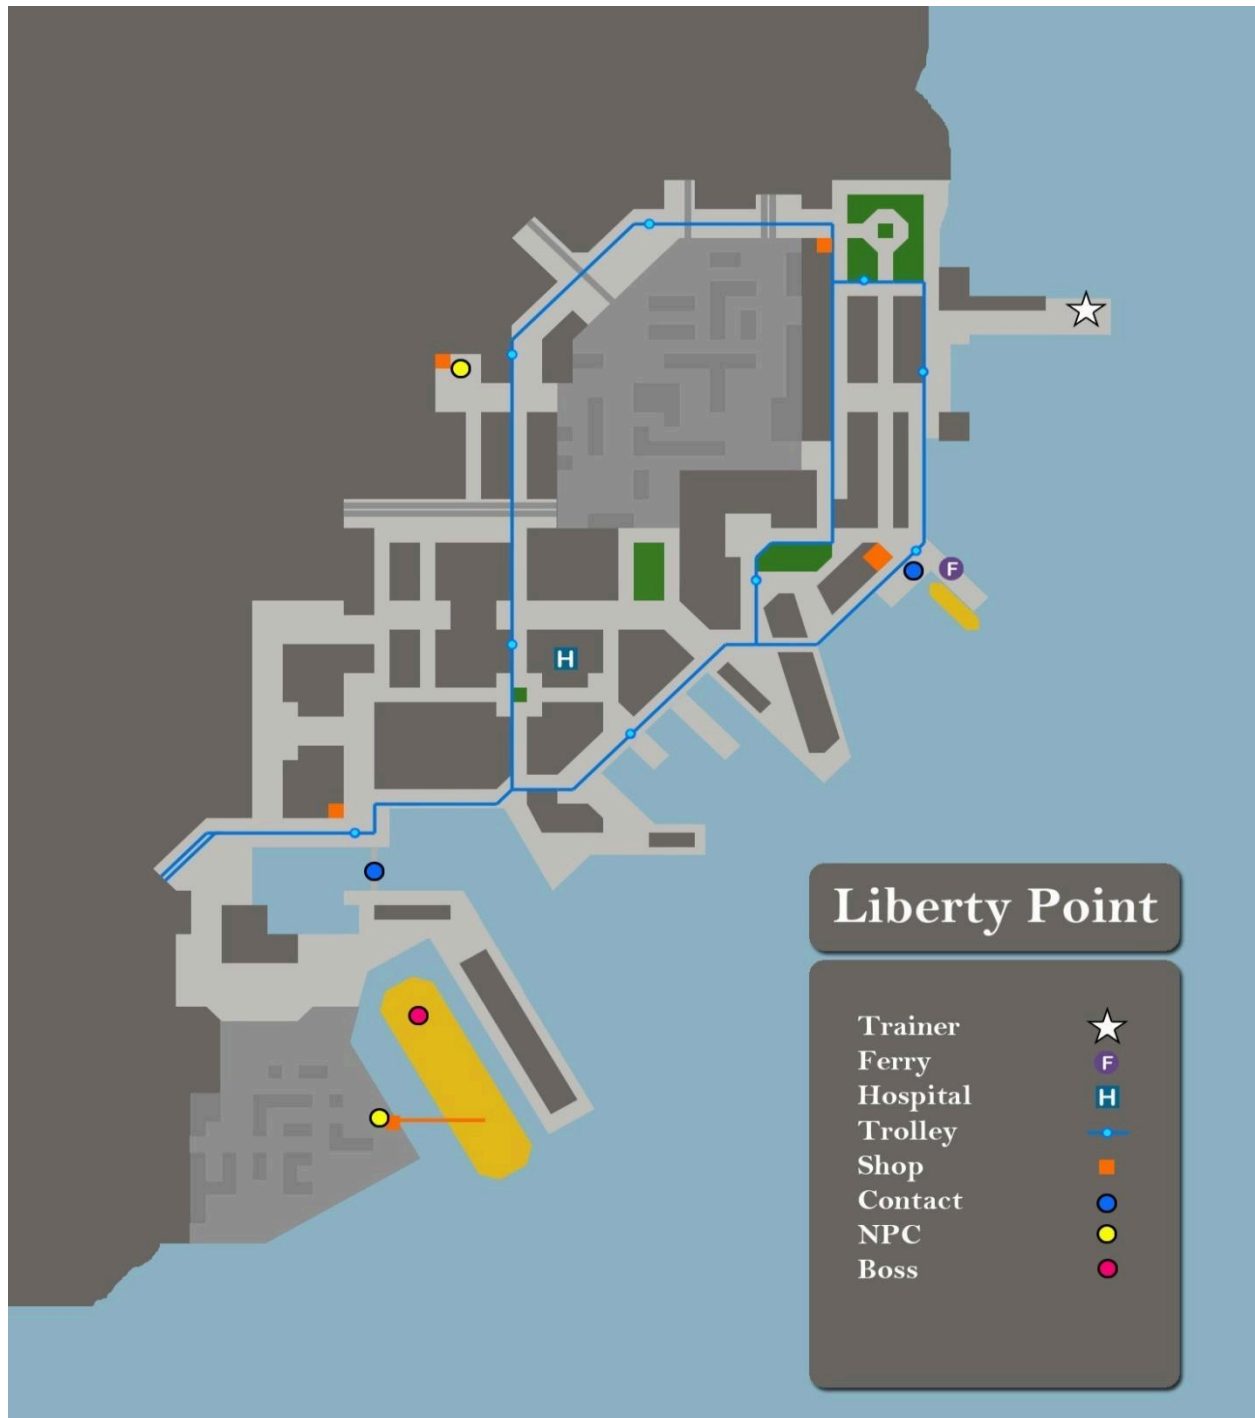 H
F
Liberty Point
Trainer
Ferry F
Hospital H
Trolley
Shop
Contact
NPC
Boss